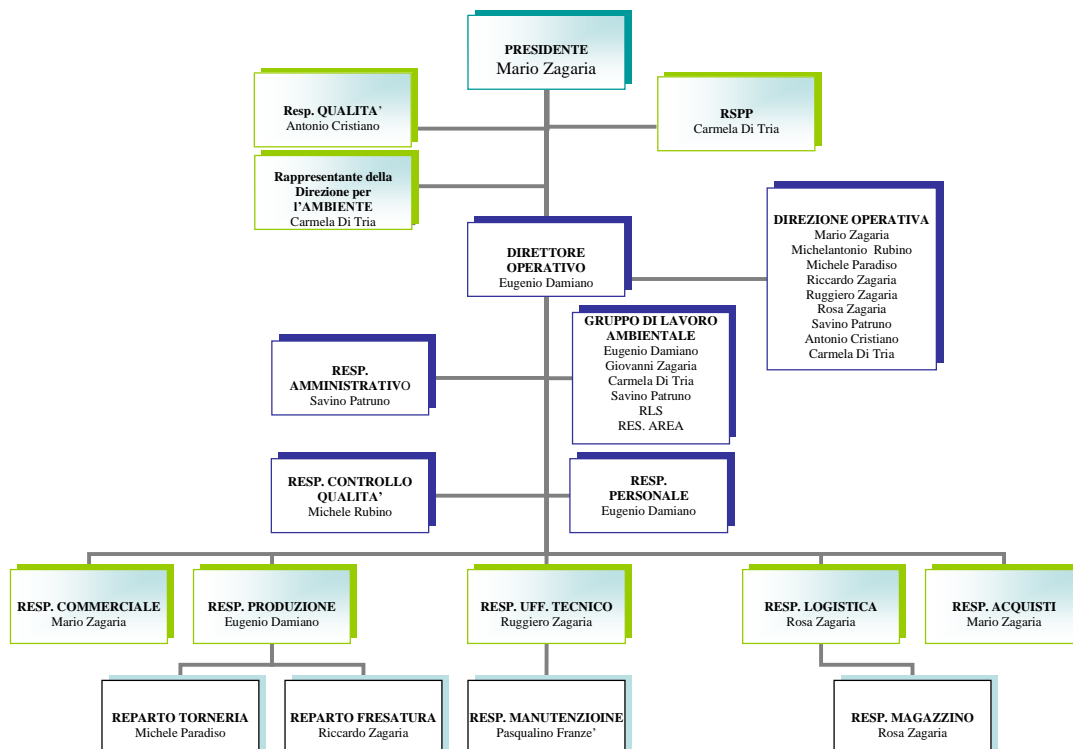 PRESIDENTE
Mario Zagaria
Resp. QUALITA’
Antonio Cristiano
RSPP
Carmela Di Tria
Rappresentante della
Direzione per
l’AMBIENTE
Carmela Di Tria
DIRETTORE
OPERATIVO
Eugenio Damiano
DIREZIONE OPERATIVA
Mario Zagaria
Michelantonio Rubino
Michele Paradiso
Riccardo Zagaria
Ruggiero Zagaria
Rosa Zagaria
Savino Patruno
Antonio Cristiano
Carmela Di Tria
RESP.
AMMINISTRATIVO
Savino Patruno
GRUPPO DI LAVORO
AMBIENTALE
Eugenio Damiano
Giovanni Zagaria
Carmela Di Tria
Savino Patruno
RLS
RES. AREA
RESP. CONTROLLO
QUALITA’
Michele Rubino
RESP.
PERSONALE
Eugenio Damiano
RESP. COMMERCIALE
Mario Zagaria
RESP. PRODUZIONE
Eugenio Damiano
RESP. UFF. TECNICO
Ruggiero Zagaria
RESP. LOGISTICA
Rosa Zagaria
RESP. ACQUISTI
Mario Zagaria
REPARTO TORNERIA
Michele Paradiso
REPARTO FRESATURA
Riccardo Zagaria
RESP. MANUTENZIOINE
Pasqualino Franze’
RESP. MAGAZZINO
Rosa Zagaria